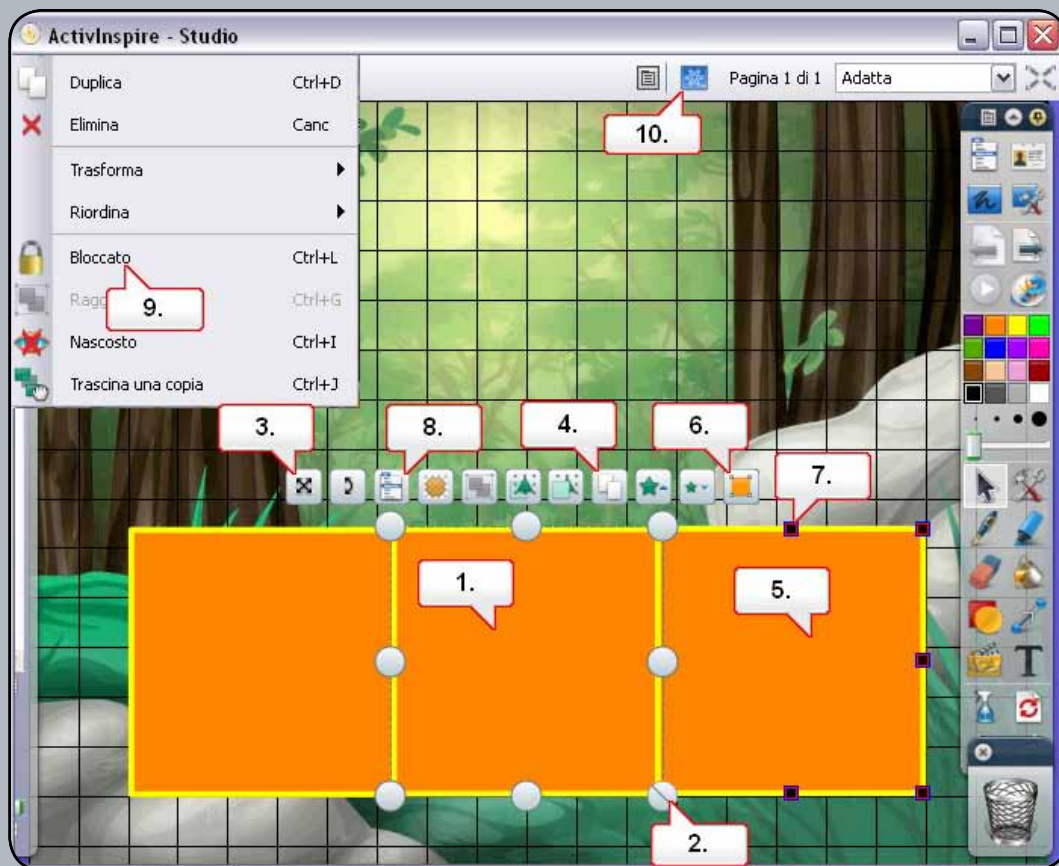 ActivInspire - Studio
Duplica Ctrl+D
Elimina Canc
Trasforma
Riordina
Bloccato Ctrl+L
Ctrl+G
Nascosto Ctrl+I
Trascina una copia Ctrl+J
Pagina 1 di 1 Adatta
10.
9.
3.
8.
4.
6.
7.
1.
5.
2.
T